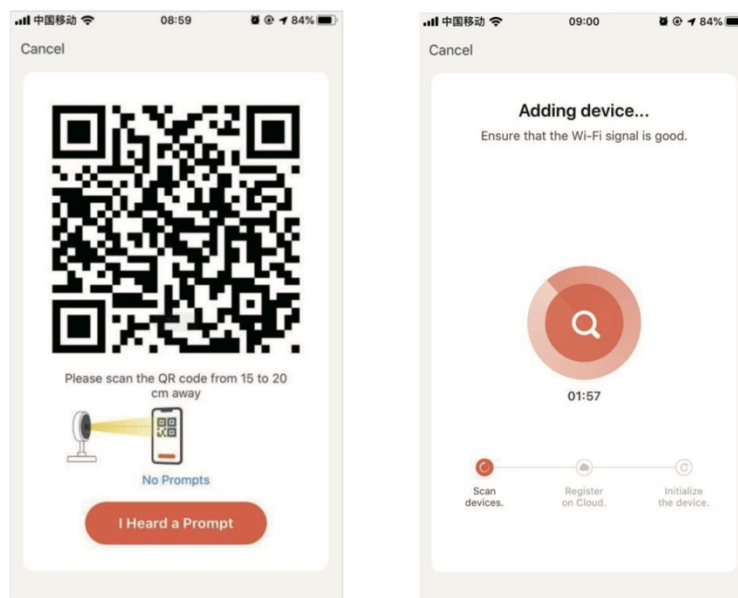 中国移动
08:59
84%
Cancel
Please scan the QR code from 15 to 20
cm away
No Prompts
I Heard a Prompt
中国移动
09:00
84%
Cancel
Adding device...
Ensure that the Wi-Fi signal is good.
01:57
Scan
devices.
Register
on Cloud.
Initialize
the device.